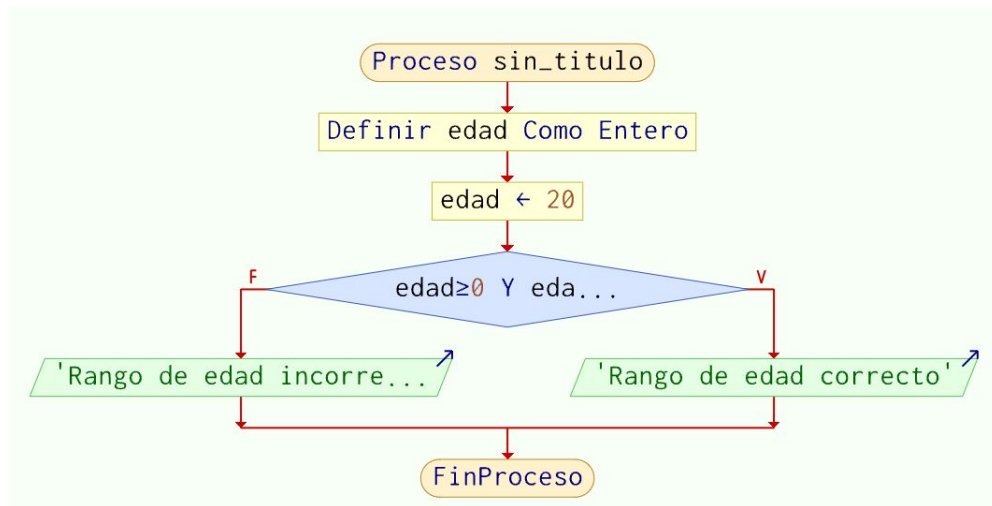 Proceso sin_titulo
Definir edad Como Entero
edad ← 20
edad≥0 Y eda...
F
V
'Rango de edad incorre...
'Rango de edad correcto'
FinProceso